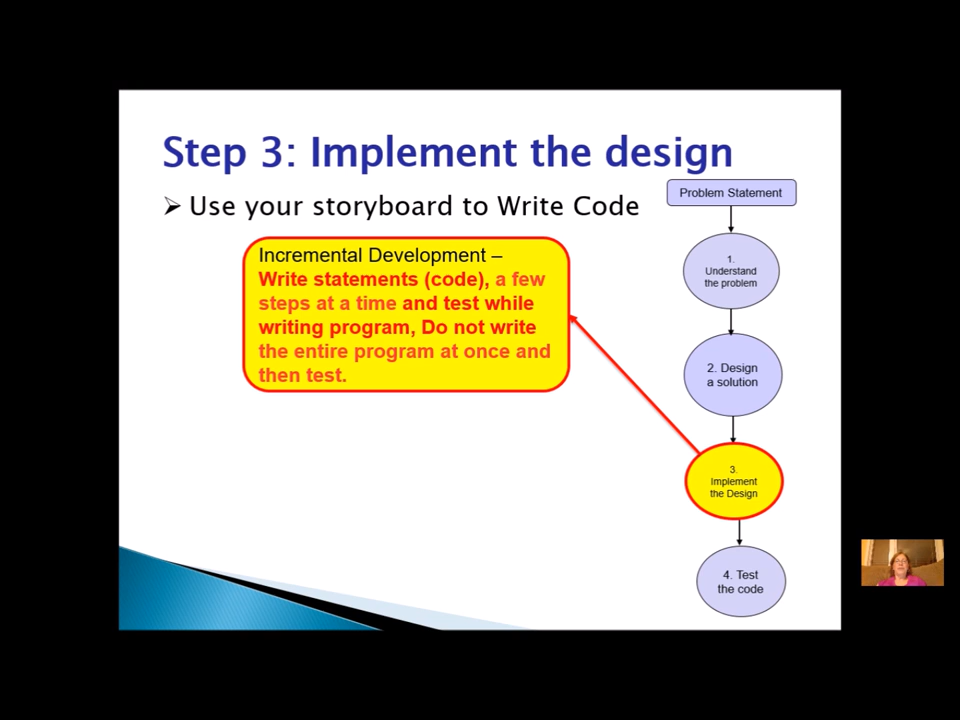 Step 3: Implement the design
➢ Use your storyboard to Write Code
Incremental Development –
Write statements (code), a few
steps at a time and test while
writing program, Do not write
the entire program at once and
then test.
Problem Statement
1.
Understand
the problem
2. Design
a solution
3.
Implement
the Design
4. Test
the code